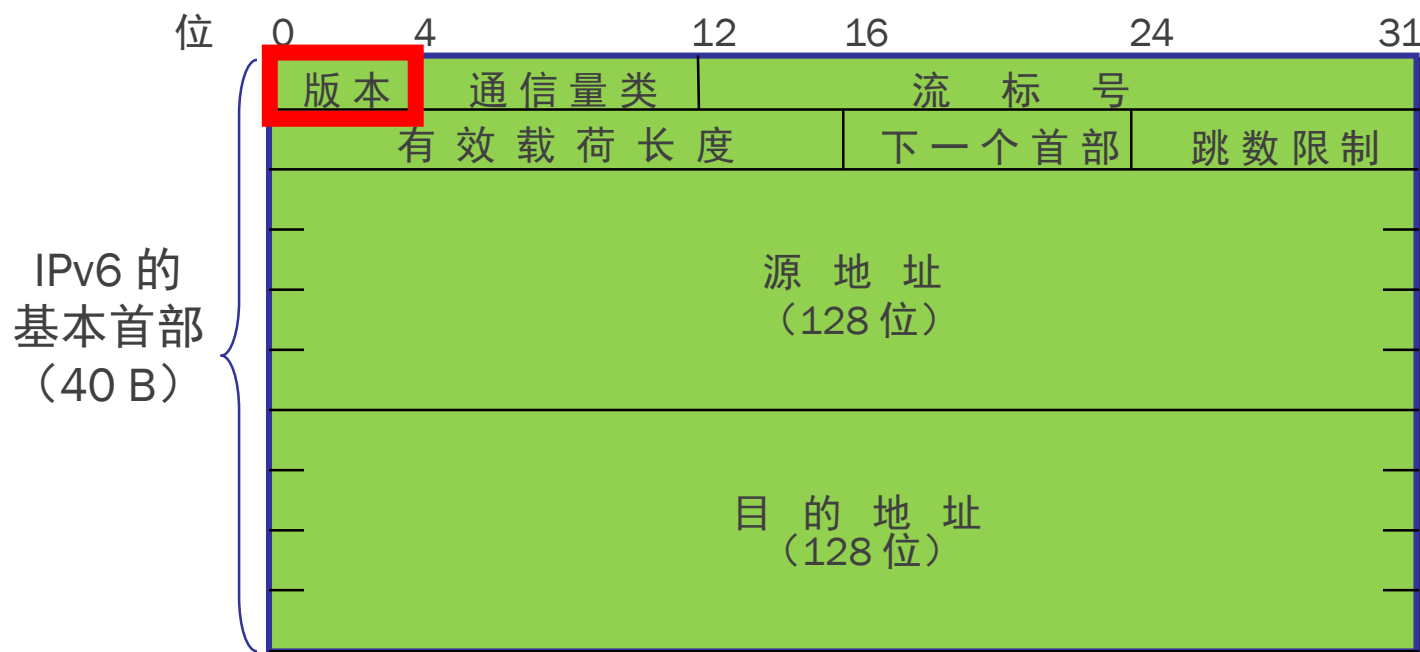 位 0 4 12 16 24 31
版本 通信量类 流标号
有效载荷长度 下一个首部 跳数限制
IPv6 的
基本首部
（40 B）
源地址
（128 位）
目的地址
（128 位）